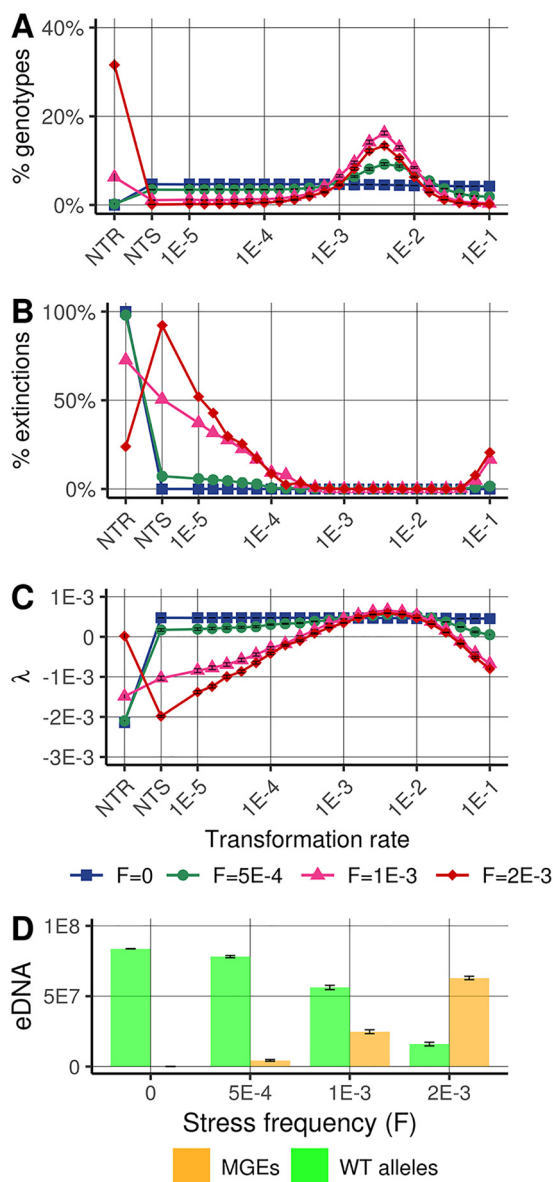 A
% genotypes
40%
20%
0%
NTR
NTS
1E-5
1E-4
1E-3
1E-2
1E-1
B
% extinctions
100%
50%
0%
NTR
NTS
1E-5
1E-4
1E-3
1E-2
1E-1
C
λ
1E-3
0
-1E-3
-2E-3
-3E-3
NTR
NTS
1E-5
1E-4
1E-3
1E-2
1E-1
Transformation rate
F=0 F=5E-4 F=1E-3 F=2E-3
D
eDNA
1E8
5E7
0
0 5E-4 1E-3 2E-3
Stress frequency (F)
MGEs WT alleles